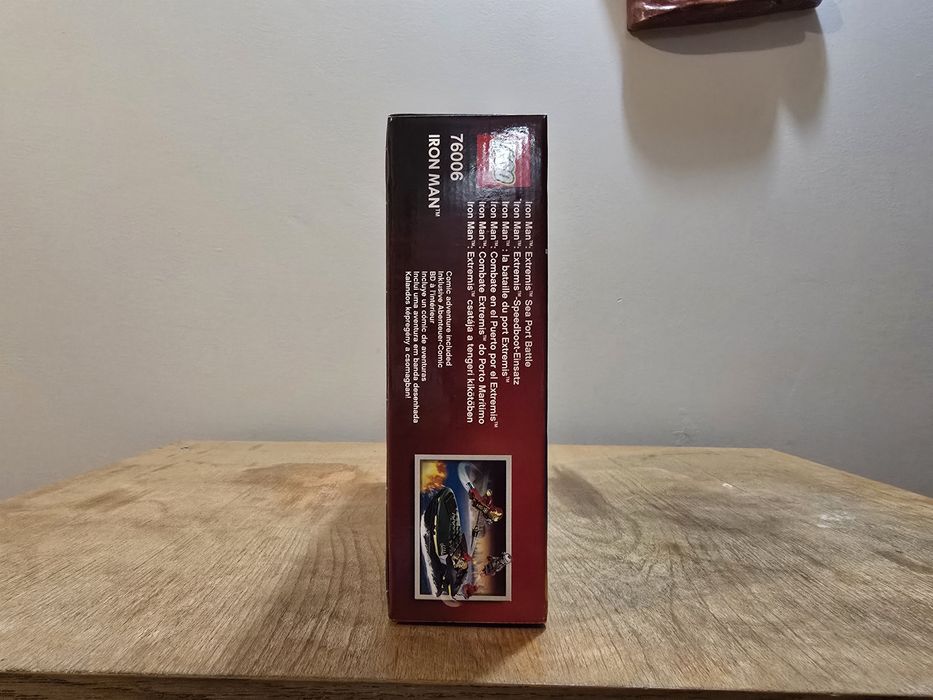 LEGO
76006
IRON MAN™
Iron Man™: Extremis™ Sea Port Battle
Iron Man™: Extremis™-Speedboot-Einsatz
Iron Man™ : la bataille du port Extremis™
Iron Man™: Combate en el Puerto por el Extremis™
Iron Man™: Combate Extremis™ do Porto Marítimo
Iron Man™: Extremis™ csatája a tengeri kikötőben
Comic adventure included
Inklusive Abenteuer-Comic
BD à l'intérieur
Incluye un cómic de aventuras
Inclui uma aventura em banda desenhada
Kalandos képregény a csomagban!